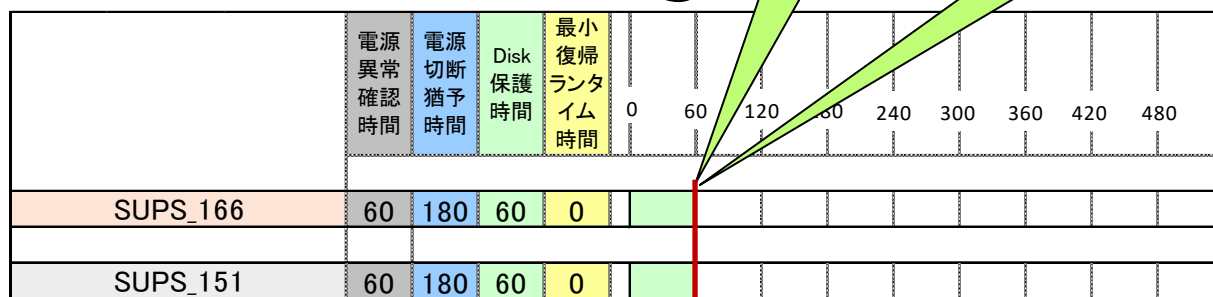 電源
異常
確認
時間
電源
切断
猶予
時間
Disk
保護
時間
最小
復帰
ランタ
イム
時間
0 60 120 240 300 360 420 480
SUPS_166 60 180 60 0
SUPS_151 60 180 60 0